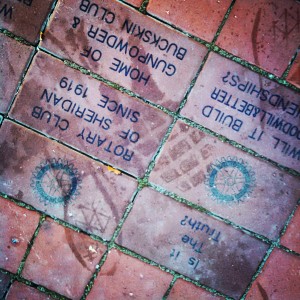 HOME OF
GUNPOWDER &
BUCKSKIN CLUB
ROTARY CLUB
OF SHERIDAN
SINCE 1919
WILL IT BUILD
GOODWILL&BETTER
FRIENDSHIPS?
Is it
The
Truth?